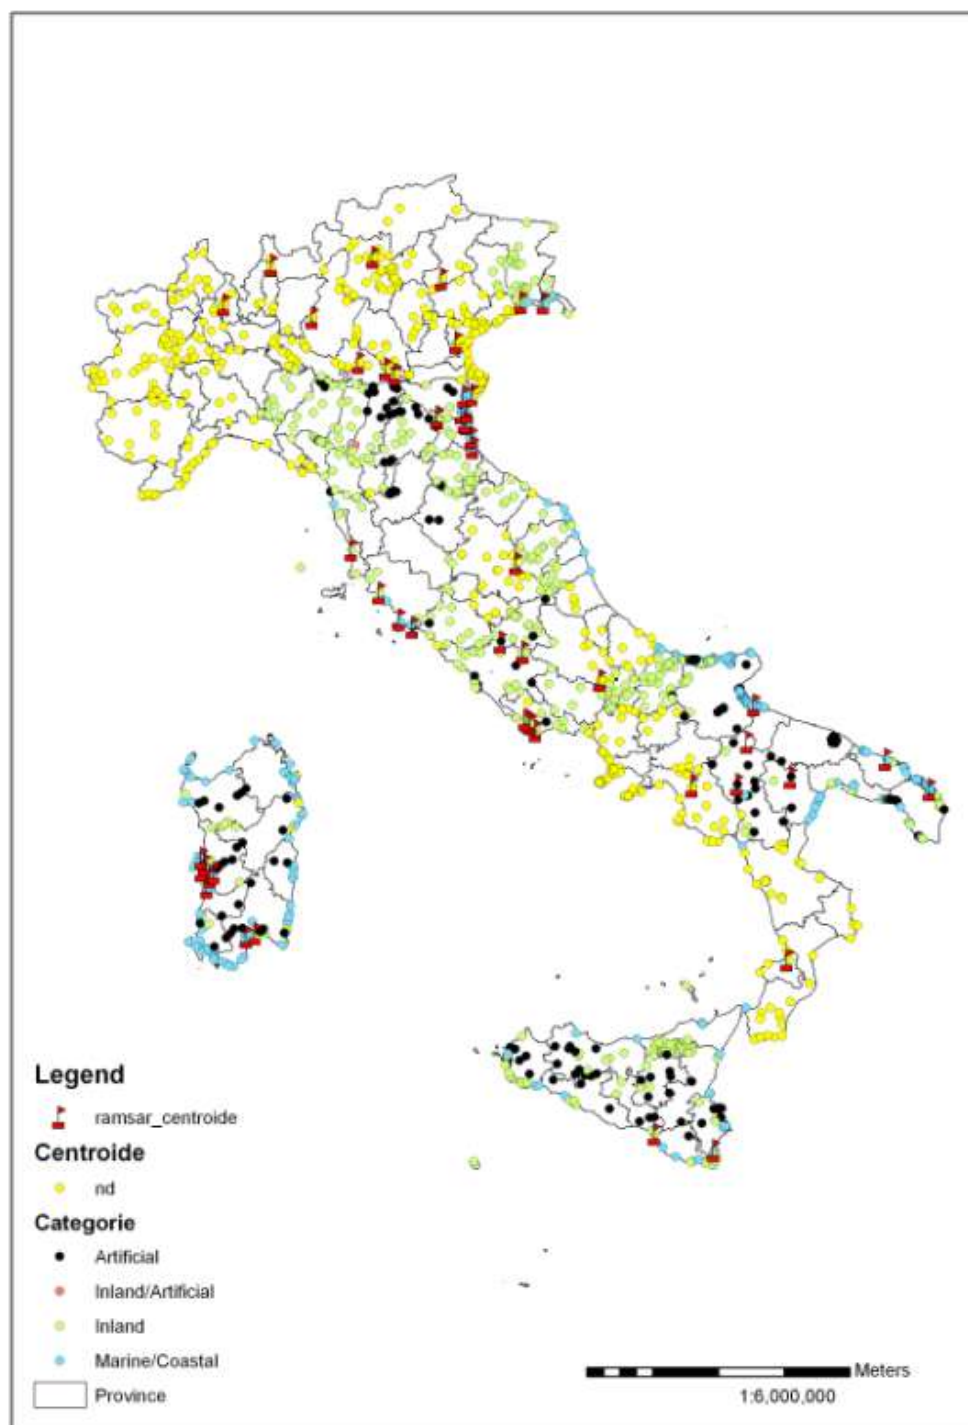 Legend
ramsar_centroide
Centroide
nd
Categorie
Artificial
Inland/Artificial
Inland
Marine/Coastal
Province
Meters
1:6,000,000